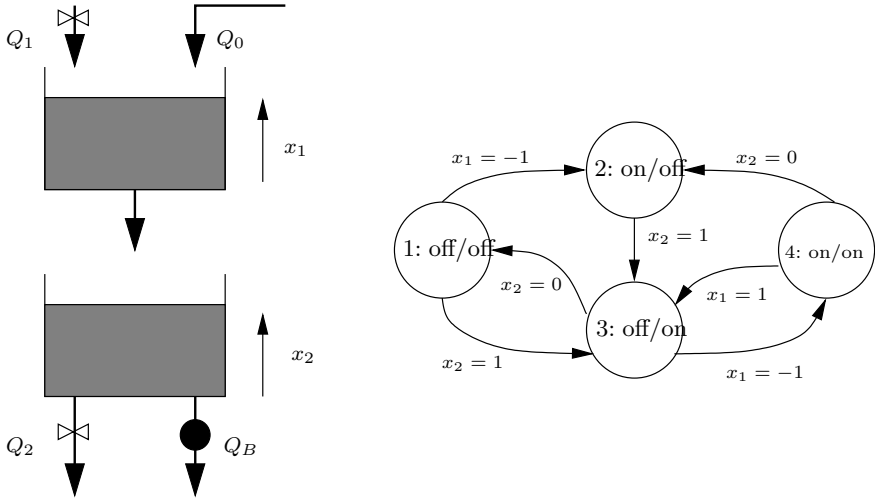 Q₁
Q₀
x₁
x₂
Q₂
Q_B
x₁ = −1
x₂ = 0
2: on/off
x₂ = 1
1: off/off
4: on/on
x₂ = 0
x₁ = 1
3: off/on
x₂ = 1
x₁ = −1